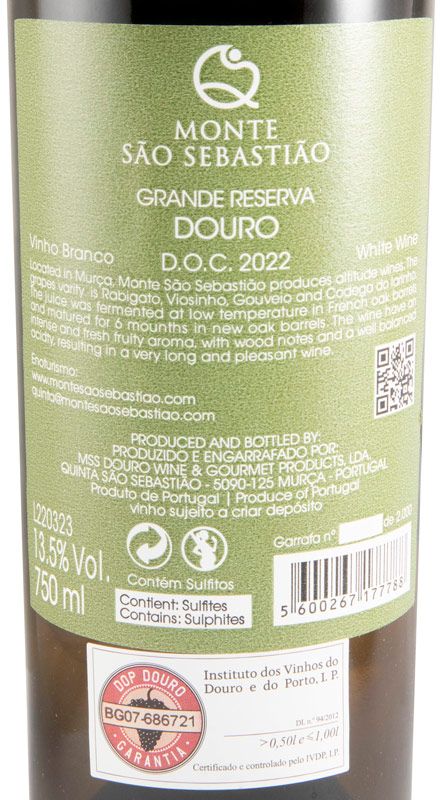 MONTE
SÃO SEBASTIÃO
GRANDE RESERVA
DOURO
Vinho Branco
D.O.C. 2022
White Wine
Located in Murça, Monte São Sebastião produces altitude wines. The
grapes varity, is Rabigato, Viosinho, Gouveio and Codega do larinho.
The juice was fermented at low temperature in French oak barrels
and matured for 6 mounths in new oak barrels. The wine have an
intense and fresh fruity aroma, with wood notes and a well balanced
acidty, resulting in a very long and pleasant wine.
Enoturismo:
www.montesaosebastiao.com
quinta@montesaosebastiao.com
PRODUCED AND BOTTLED BY:
PRODUZIDO E ENGARRAFADO POR:
MSS DOURO WINE & GOURMET PRODUCTS, LDA.
QUINTA SÃO SEBASTIÃO - 5090-125 MURÇA - PORTUGAL
Produto de Portugal | Produce of Portugal
vinho sujeito a criar depósito
L220323
13.5% Vol.
750 ml
Garrafa nº de 2.000
Contém Sulfitos
Contient: Sulfites
Contains: Sulphites
5 600267 177788
DOP DOURO
BG07-686721
GARANTIA
Instituto dos Vinhos do
Douro e do Porto, I. P.
DL n.º 94/2012
>0,50l e ≤1,00l
Certificado e controlado pelo IVDP, I.P.